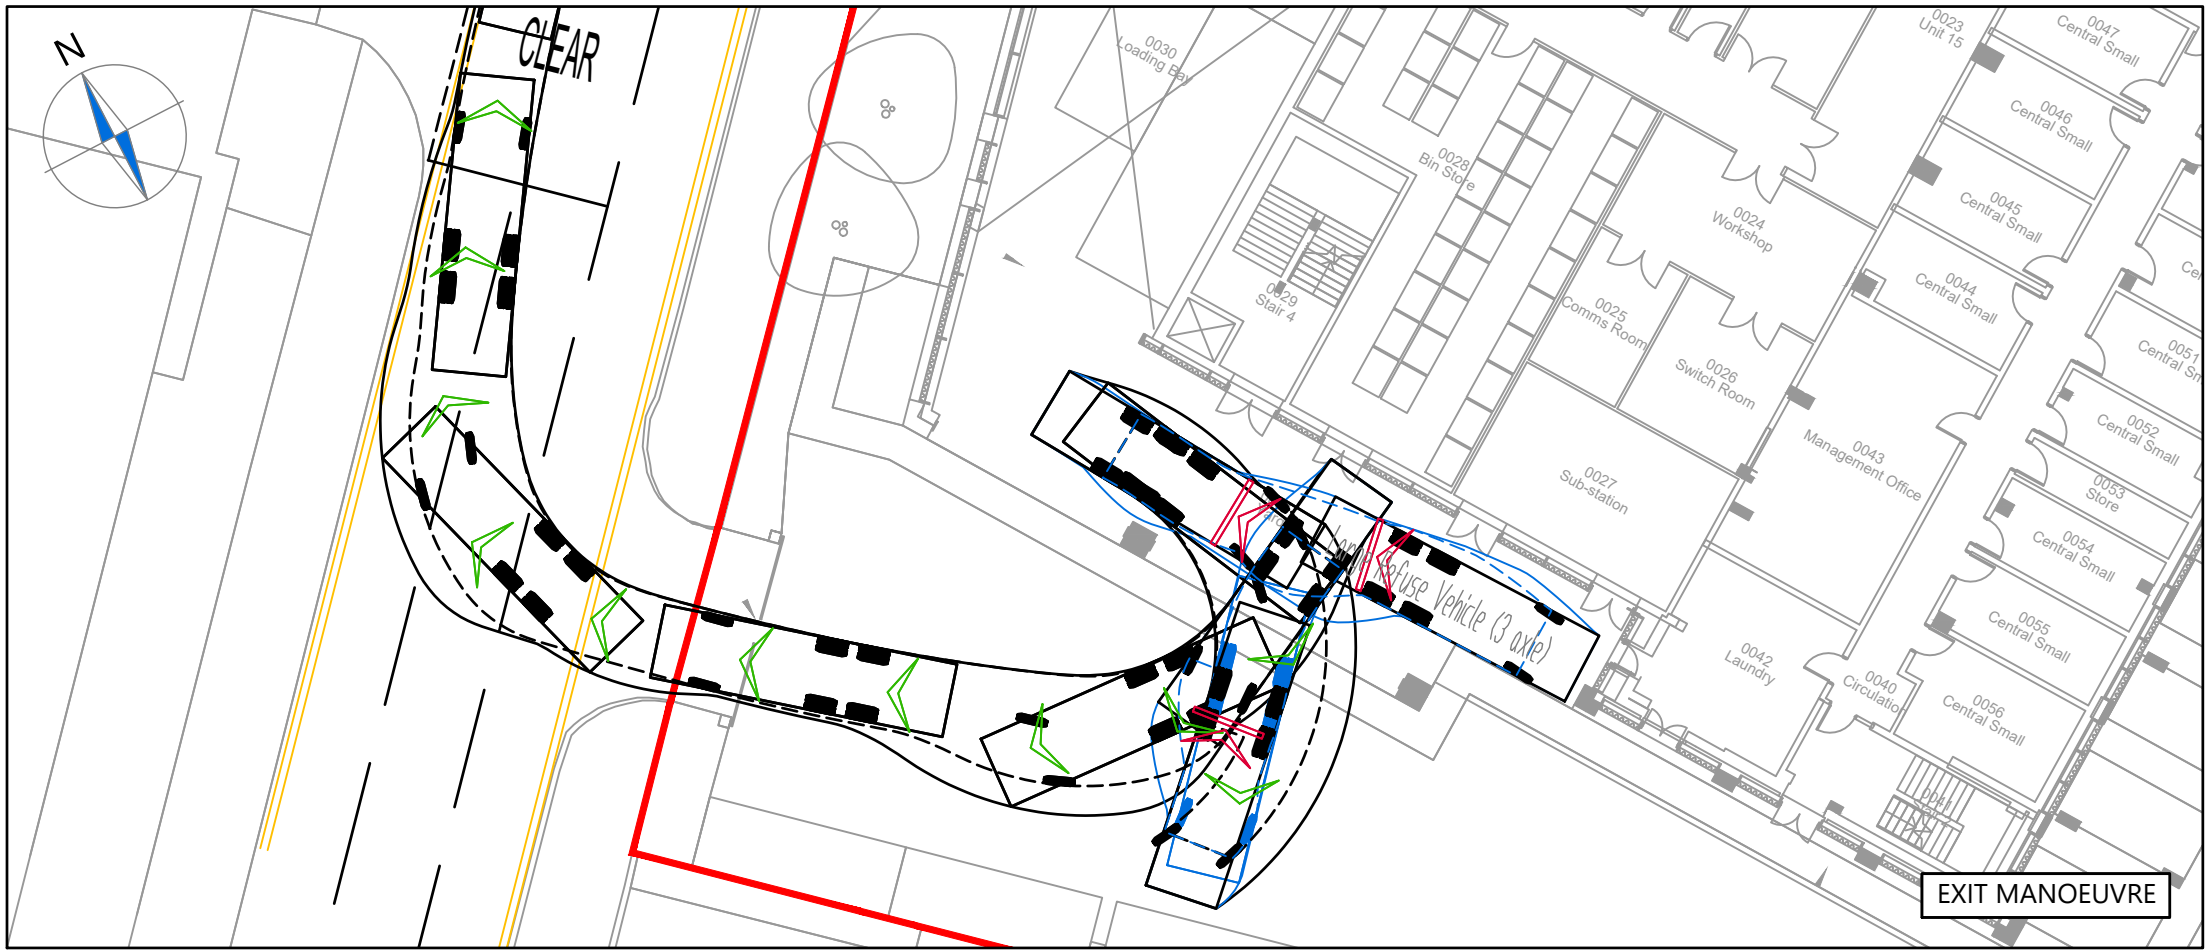 N
CLEAR
0030
Loading Bay
0028
Bin Store
0029
Stair 4
0023
Unit 15
0047
Central Small
0046
Central Small
0045
Central Small
0044
Central Small
0024
Workshop
0025
Comms Room
0026
Switch Room
0027
Sub-station
0043
Management Office
0051
0052
Central Small
0053
Store
0054
Central Small
0055
Central Small
0056
Central Small
0042
Laundry
0040
0041
Large Refuse Vehicle (3 axle)
EXIT MANOEUVRE